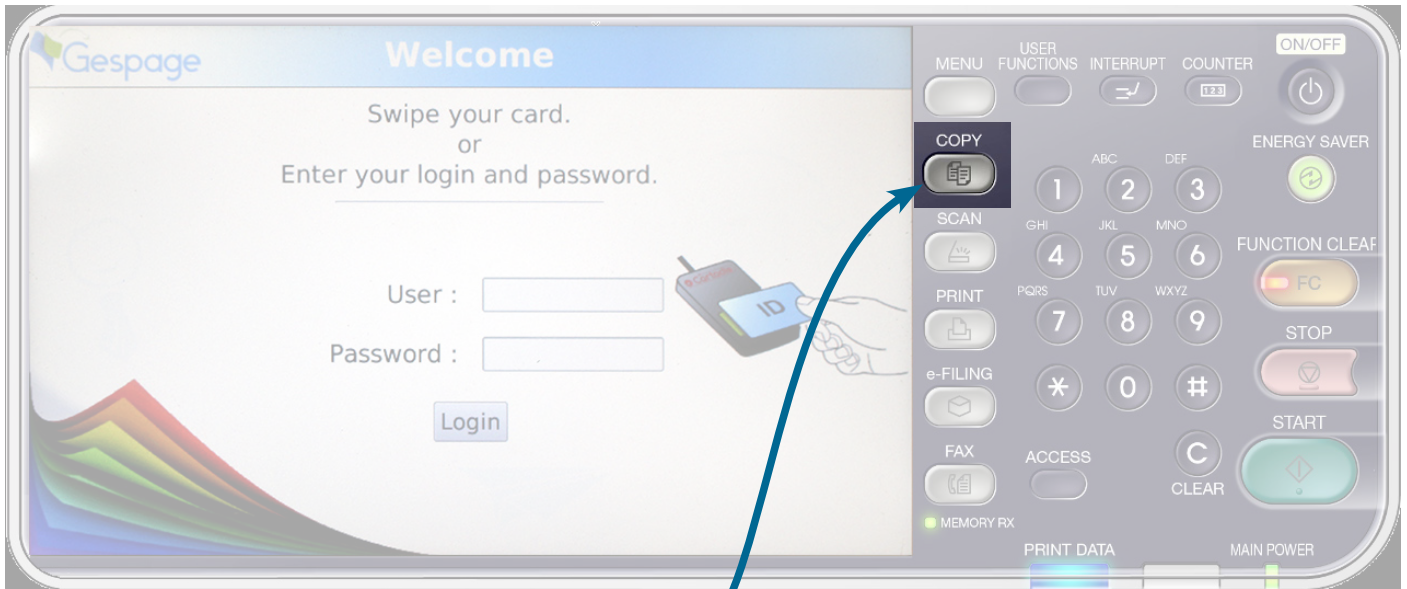 Gespage
Welcome
Swipe your card.
or
Enter your login and password.
User :
Password :
Login
ID
MENU
USER
FUNCTIONS
INTERRUPT
COUNTER
123
ON/OFF
COPY
ENERGY SAVER
ABC
DEF
1
2
3
SCAN
GHI
JKL
MNO
4
5
6
FUNCTION CLEAR
FC
PRINT
PQRS
TUV
WXYZ
7
8
9
STOP
e-FILING
*
0
#
START
FAX
ACCESS
C
CLEAR
MEMORY RX
PRINT DATA
MAIN POWER